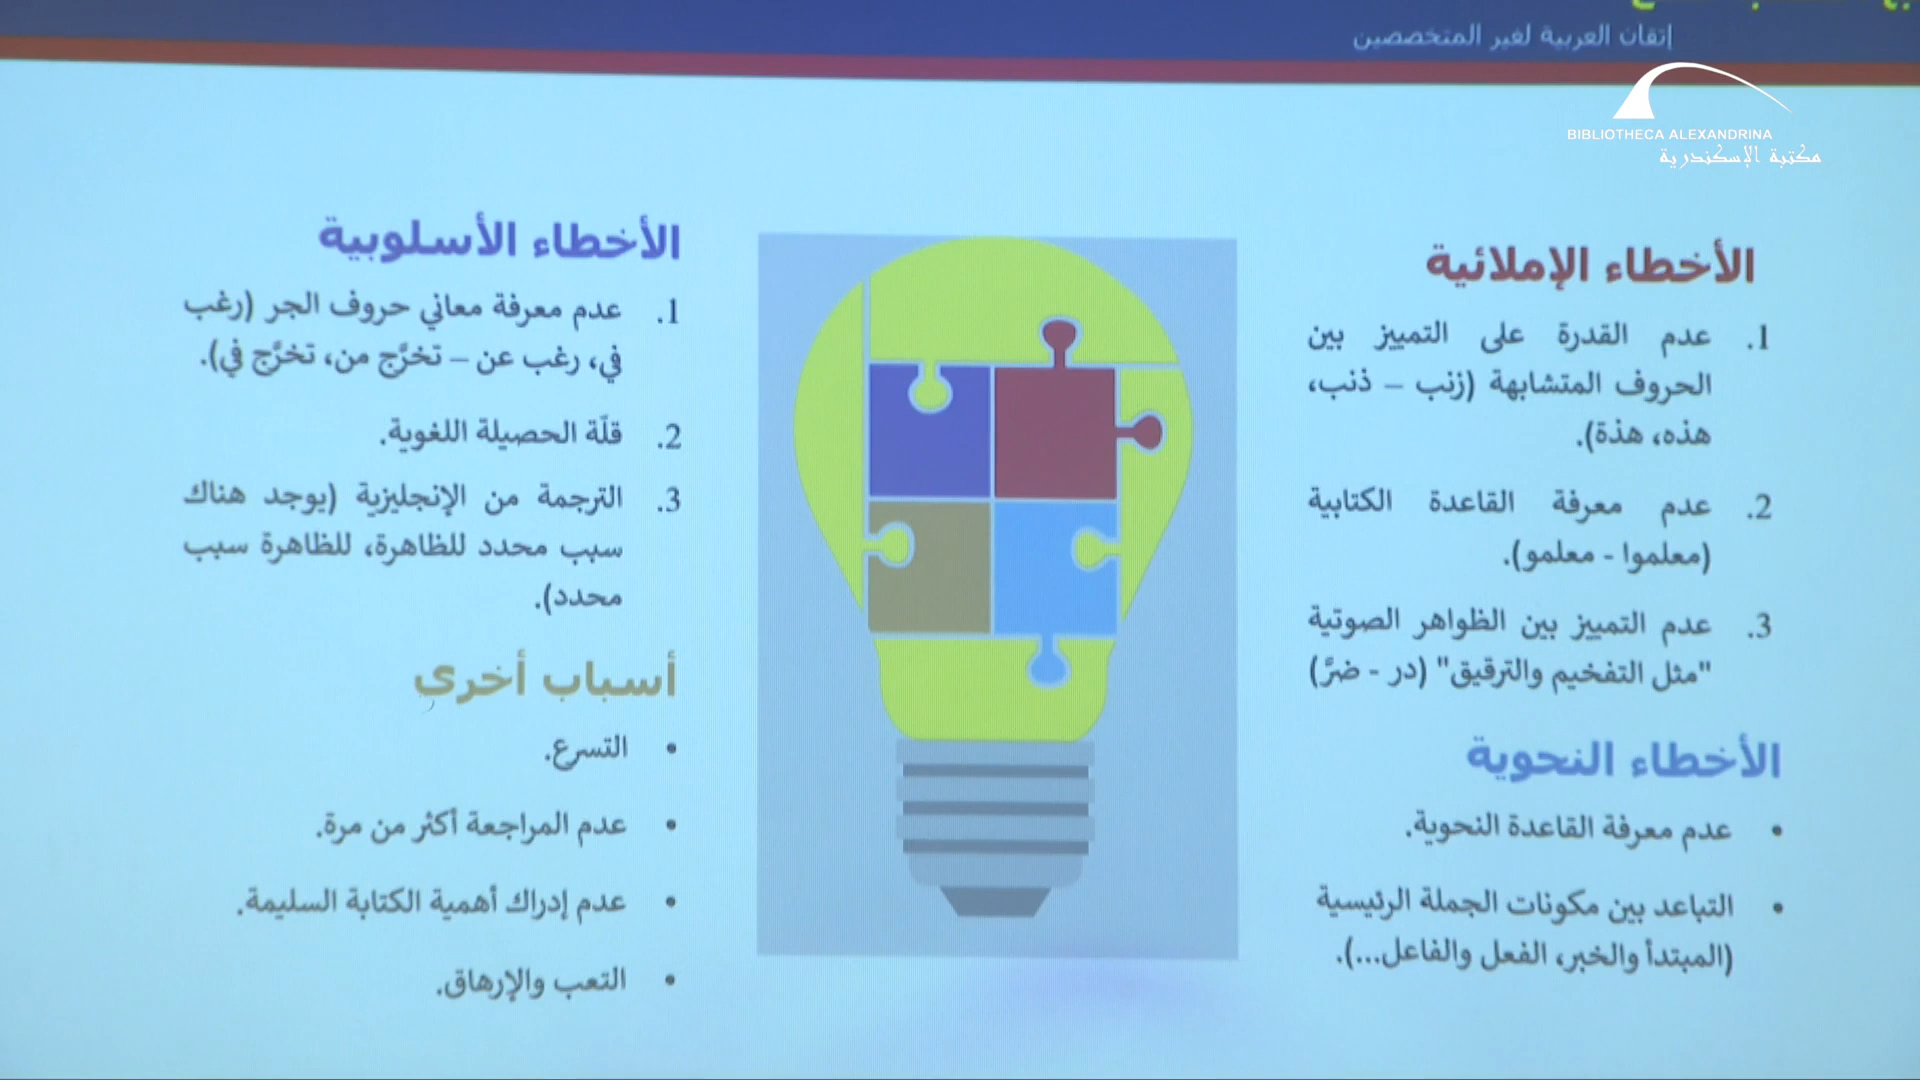 إتقان العربية لغير المتخصصين
BIBLIOTHECA ALEXANDRINA
مكتبة الإسكندرية
الأخطاء الإملائية
1. عدم القدرة على التمييز بين
الحروف المتشابهة (زنب – ذنب،
هذه، هذة).
2. عدم معرفة القاعدة الكتابية
(معلموا - معلمو).
3. عدم التمييز بين الظواهر الصوتية
"مثل التفخيم والترقيق" (در - ضرَّ)
الأخطاء النحوية
• عدم معرفة القاعدة النحوية.
• التباعد بين مكونات الجملة الرئيسية
(المبتدأ والخبر، الفعل والفاعل...).
الأخطاء الأسلوبية
1. عدم معرفة معاني حروف الجر (رغب
في، رغب عن – تخرَّج من، تخرَّج في).
2. قلّة الحصيلة اللغوية.
3. الترجمة من الإنجليزية (يوجد هناك
سبب محدد للظاهرة، للظاهرة سبب
محدد).
أسباب أخرى
• التسرع.
• عدم المراجعة أكثر من مرة.
• عدم إدراك أهمية الكتابة السليمة.
• التعب والإرهاق.